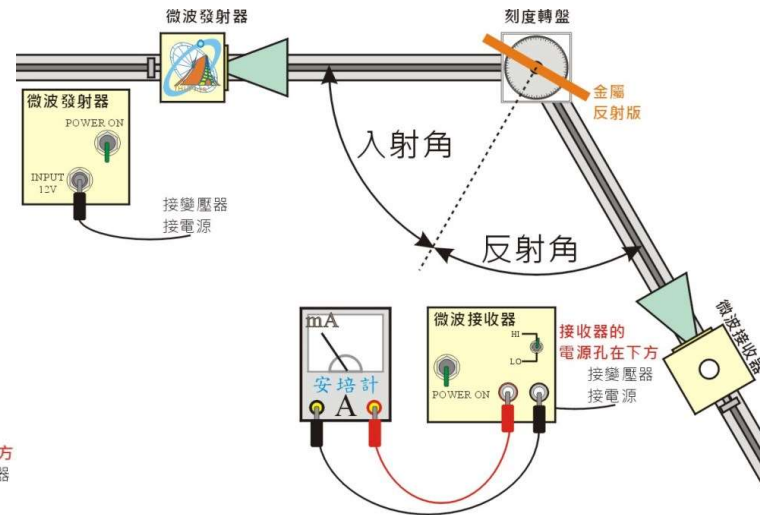 微波發射器
刻度轉盤
金屬
反射版
微波發射器
POWER ON
INPUT
12V
接變壓器
接電源
入射角
反射角
mA
安培計
A
微波接收器
HI
LO
POWER ON
接收器的
電源孔在下方
接變壓器
接電源
微波接收器
方
器